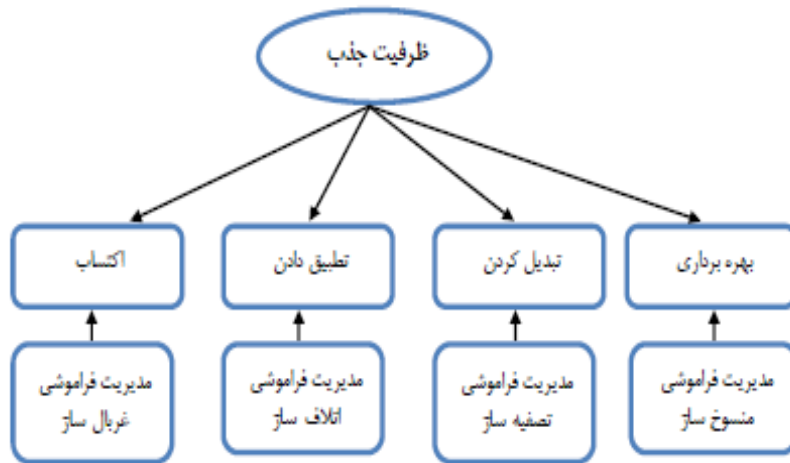 ظرفیت جذب
بهره برداری
تبدیل کردن
تطبیق دادن
اکتساب
مدیریت فراموشی
منسوخ ساز
مدیریت فراموشی
تصفیه ساز
مدیریت فراموشی
اتلاف ساز
مدیریت فراموشی
غربال ساز